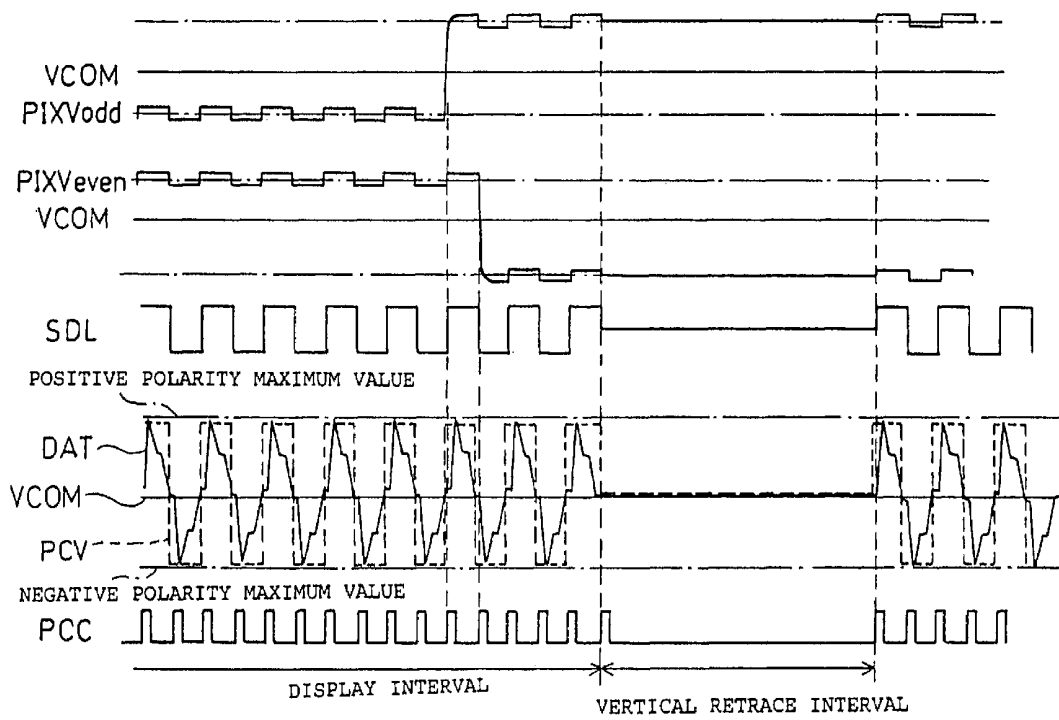 VCOM
PIXVodd
PIXVeven
VCOM
SDL
POSITIVE POLARITY MAXIMUM VALUE
DAT
VCOM
PCV
NEGATIVE POLARITY MAXIMUM VALUE
PCC
DISPLAY INTERVAL
VERTICAL RETRACE INTERVAL